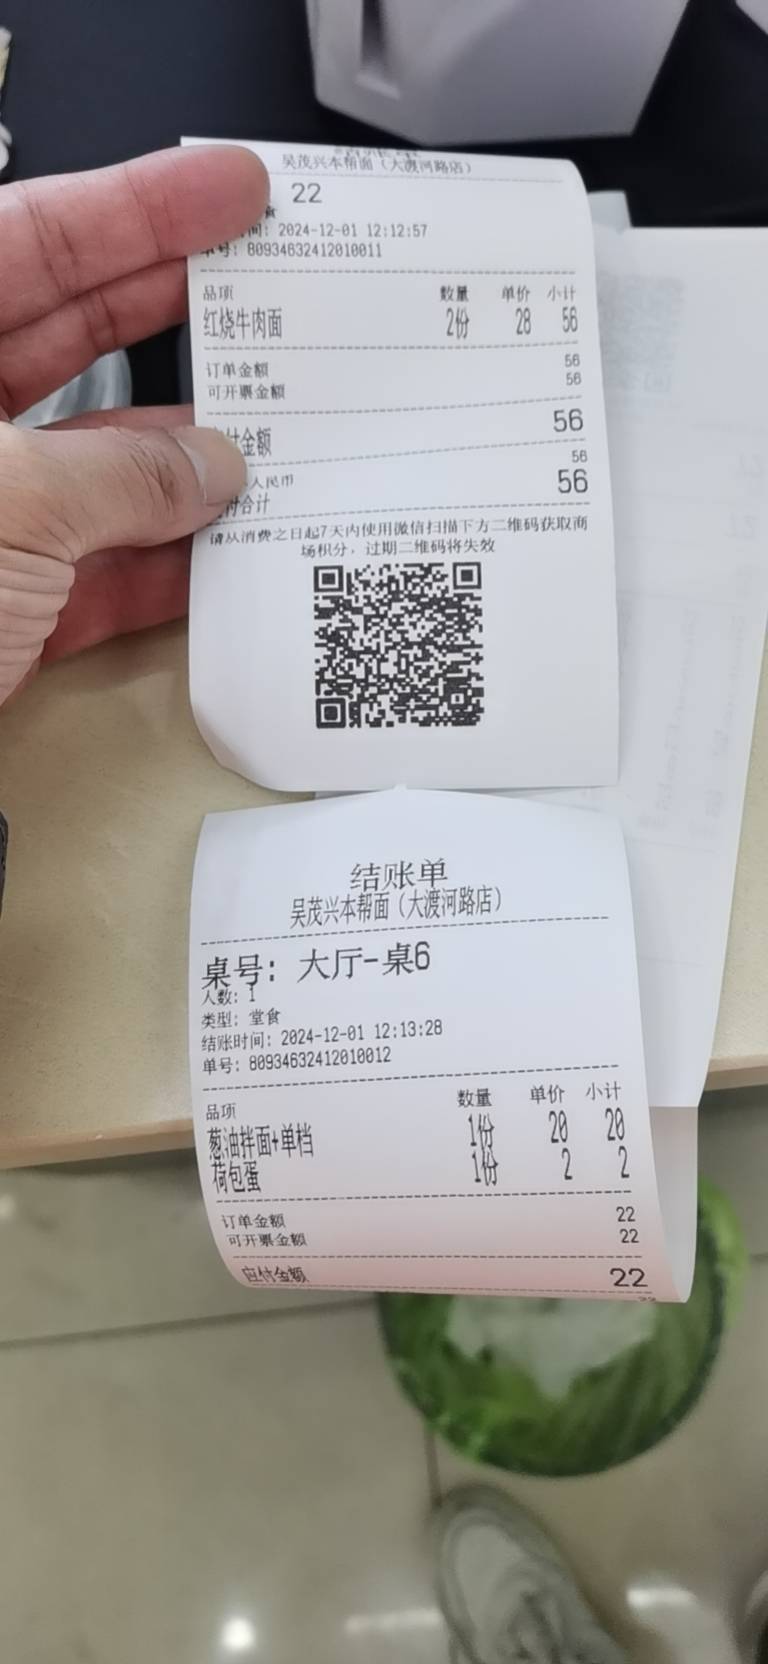 吴茂兴本帮面（大渡河路店）
22
食
间: 2024-12-01 12:12:57
单号: 80934632412010011
品项 数量 单价 小计
红烧牛肉面 2份 28 56
订单金额 56
可开票金额 56
应付金额 56
人民币 56
付合计 56
请从消费之日起7天内使用微信扫描下方二维码获取商
场积分，过期二维码将失效
结账单
吴茂兴本帮面（大渡河路店）
桌号: 大厅-桌6
人数: 1
类型: 堂食
结账时间: 2024-12-01 12:13:28
单号: 80934632412010012
品项 数量 单价 小计
葱油拌面+单档 1份 20 20
荷包蛋 1份 2 2
订单金额 22
可开票金额 22
应付金额 22
22